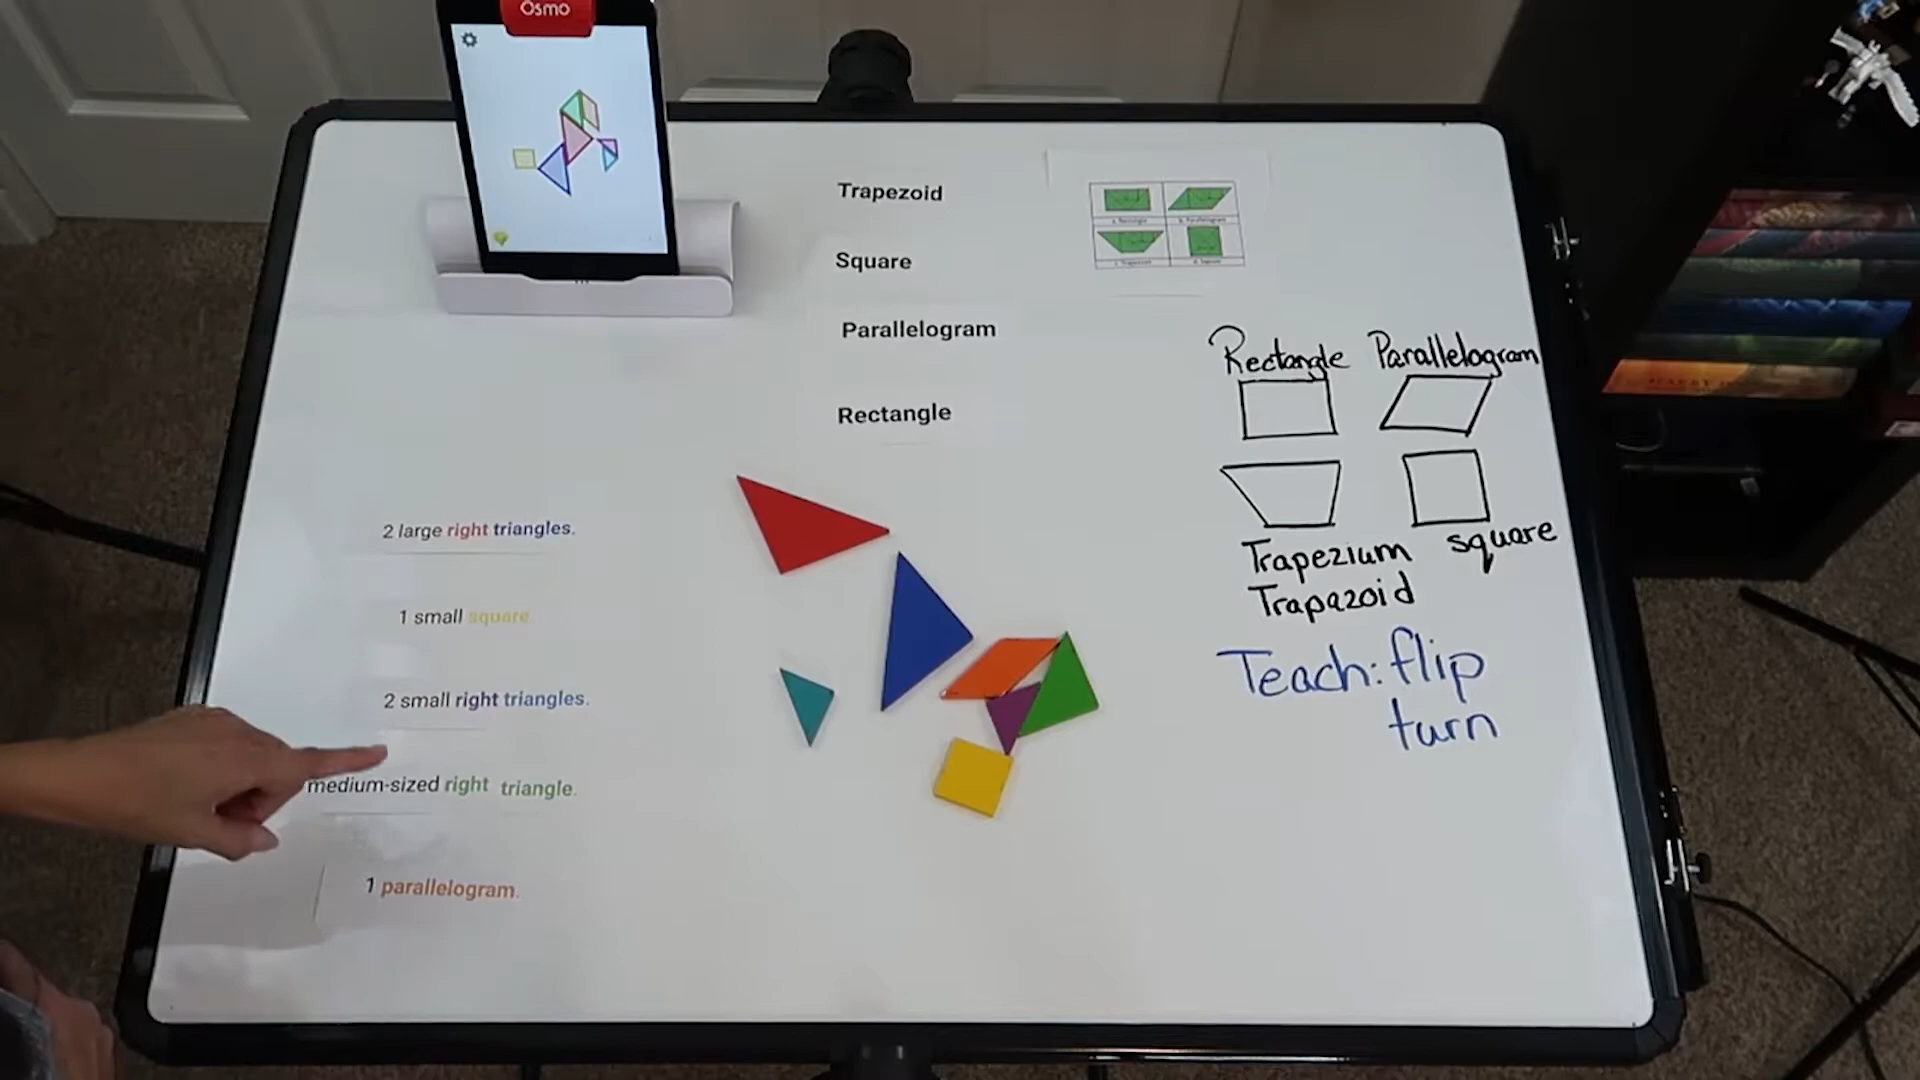 Osmo
Trapezoid
Square
Parallelogram
Rectangle
2 large right triangles.
1 small square.
2 small right triangles.
medium-sized right triangle.
1 parallelogram.
Rectangle Parallelogram
Trapezium square
Trapazoid
Teach: flip
turn